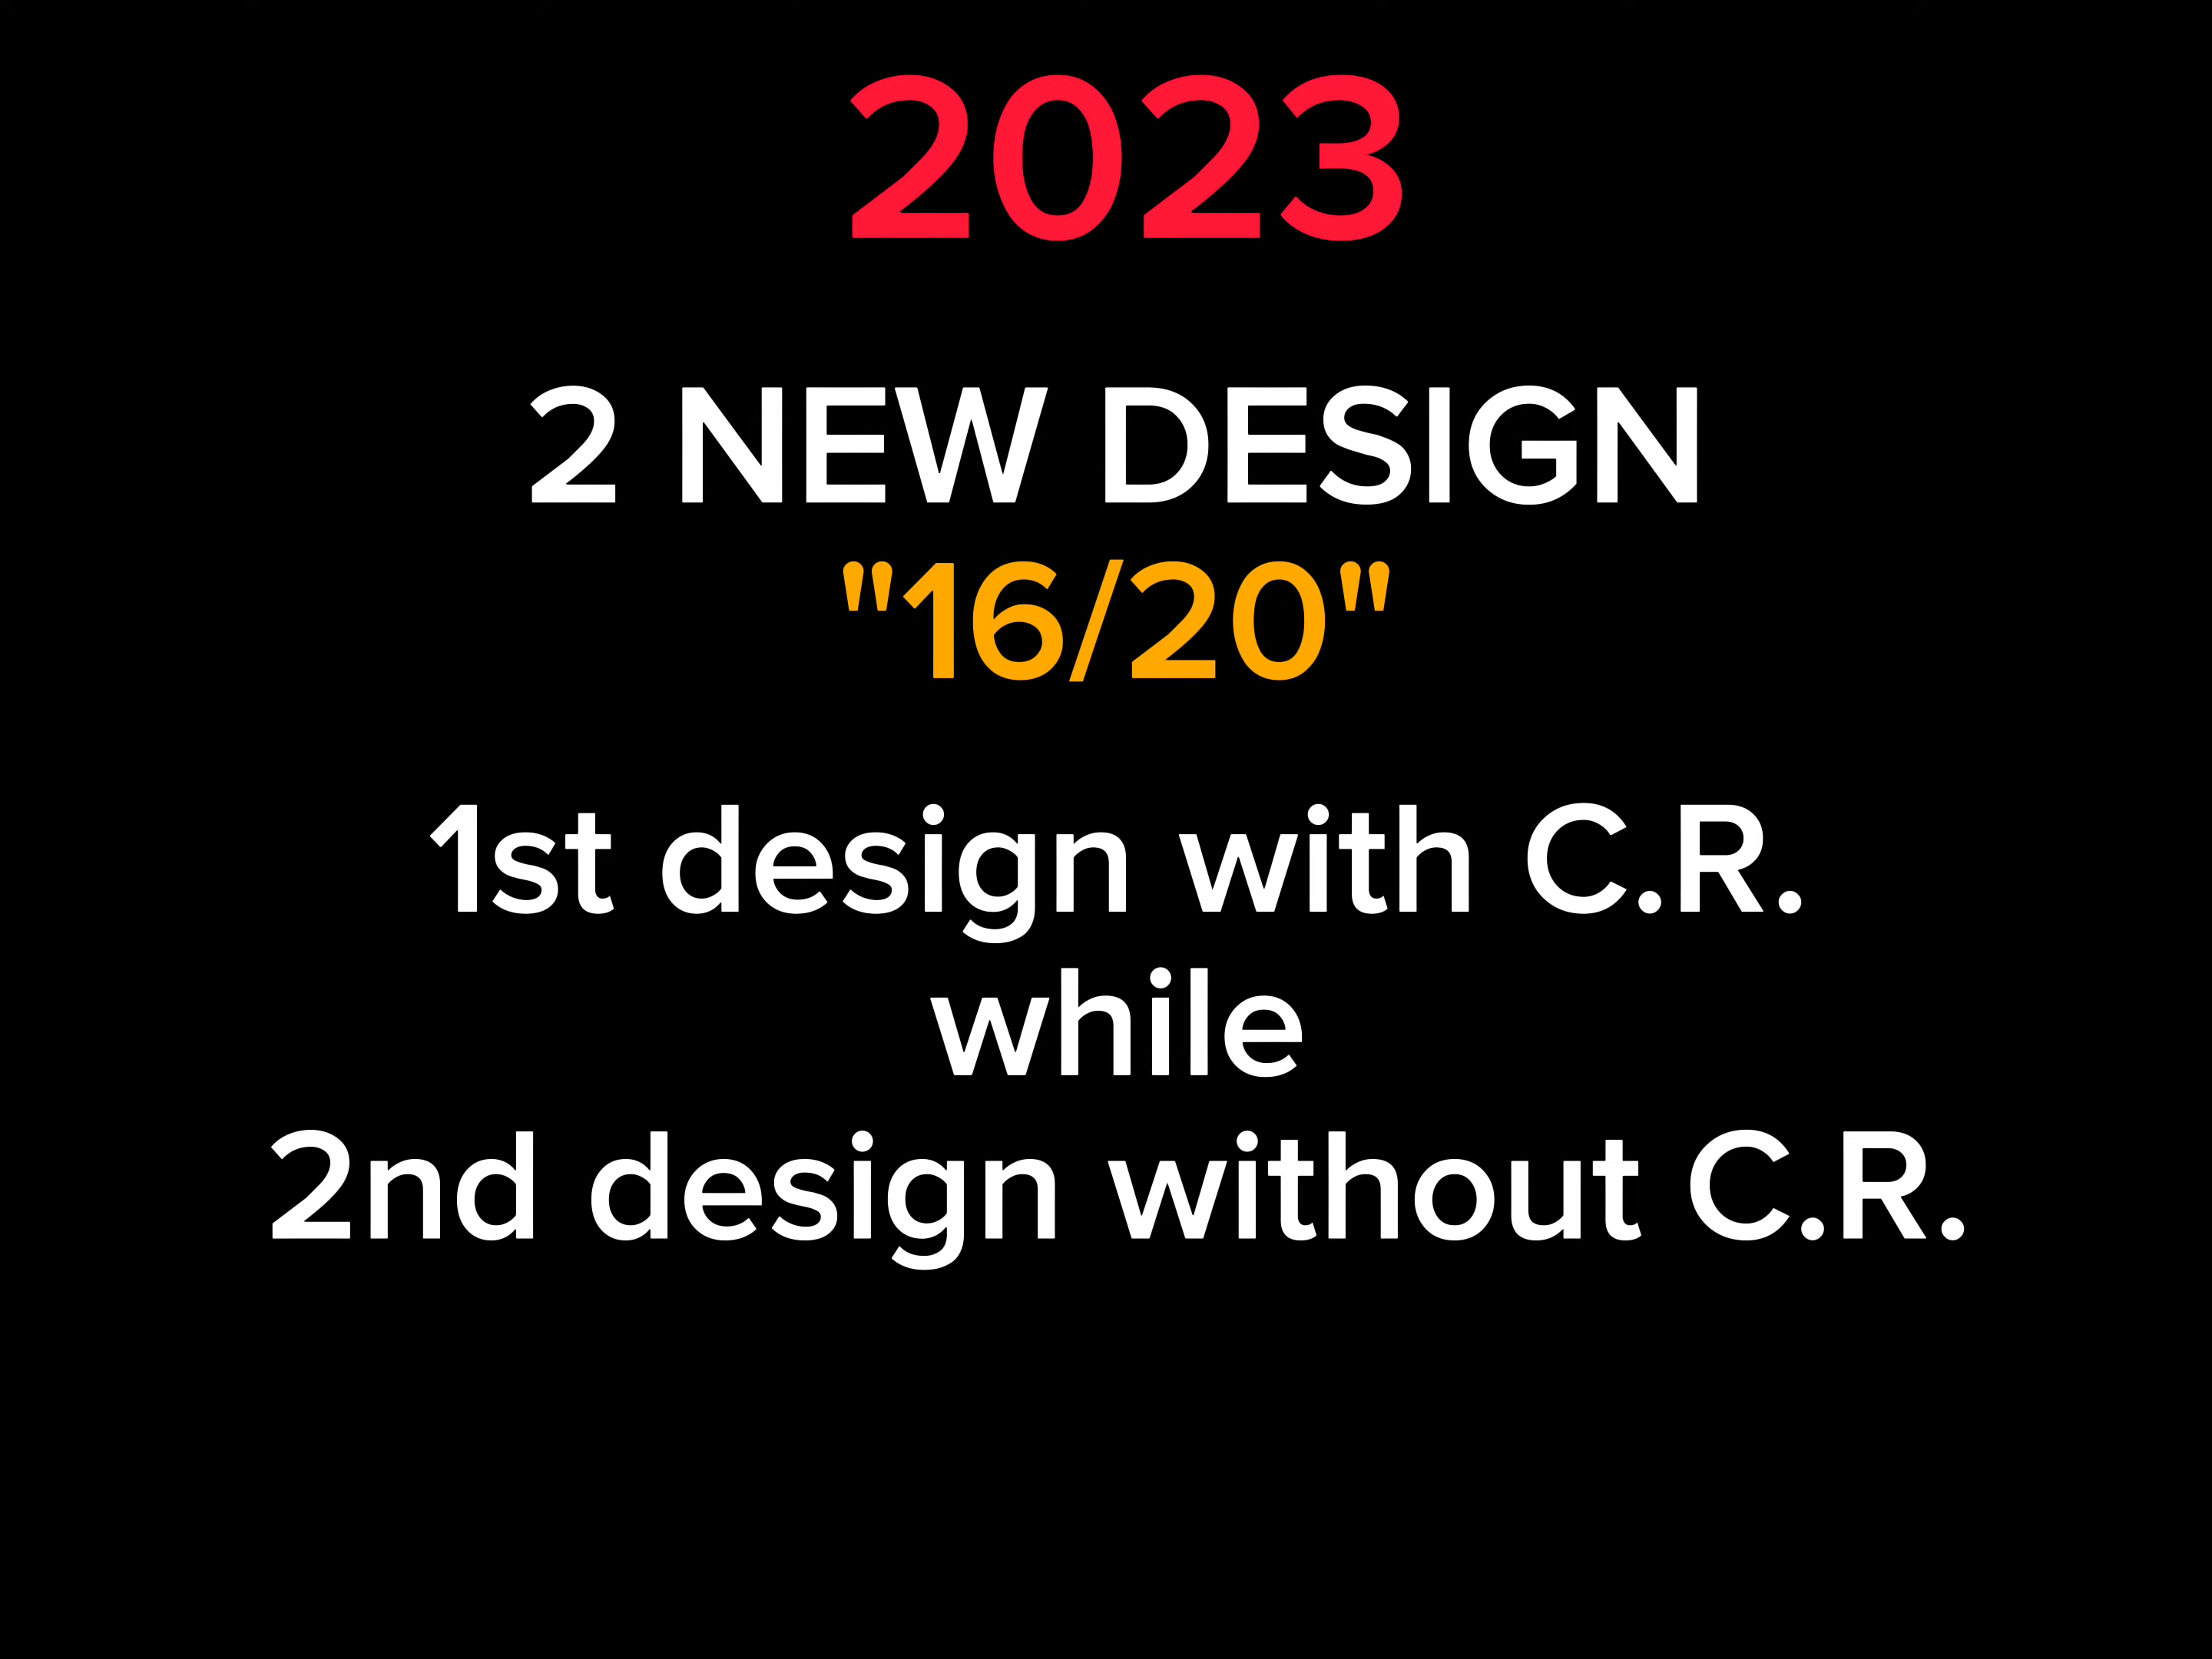 2023
2 NEW DESIGN
"16/20"
1st design with C.R.
while
2nd design without C.R.